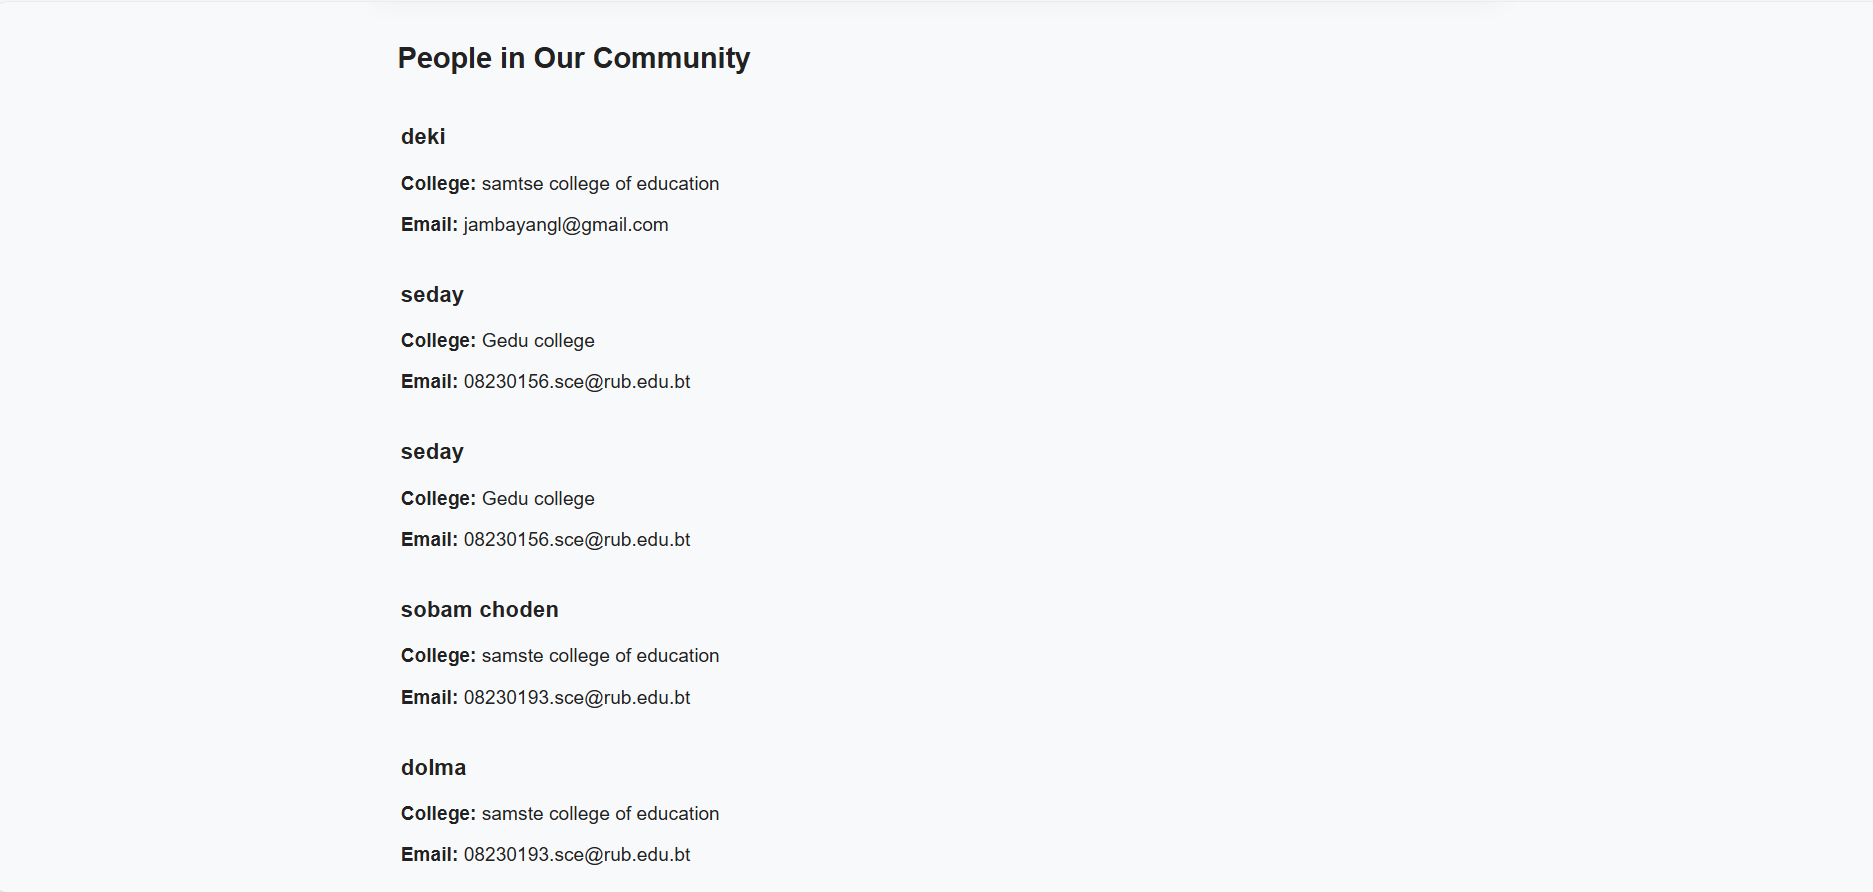 People in Our Community
deki
College: samtse college of education
Email: jambayangl@gmail.com
seday
College: Gedu college
Email: 08230156.sce@rub.edu.bt
seday
College: Gedu college
Email: 08230156.sce@rub.edu.bt
sobam choden
College: samste college of education
Email: 08230193.sce@rub.edu.bt
dolma
College: samste college of education
Email: 08230193.sce@rub.edu.bt